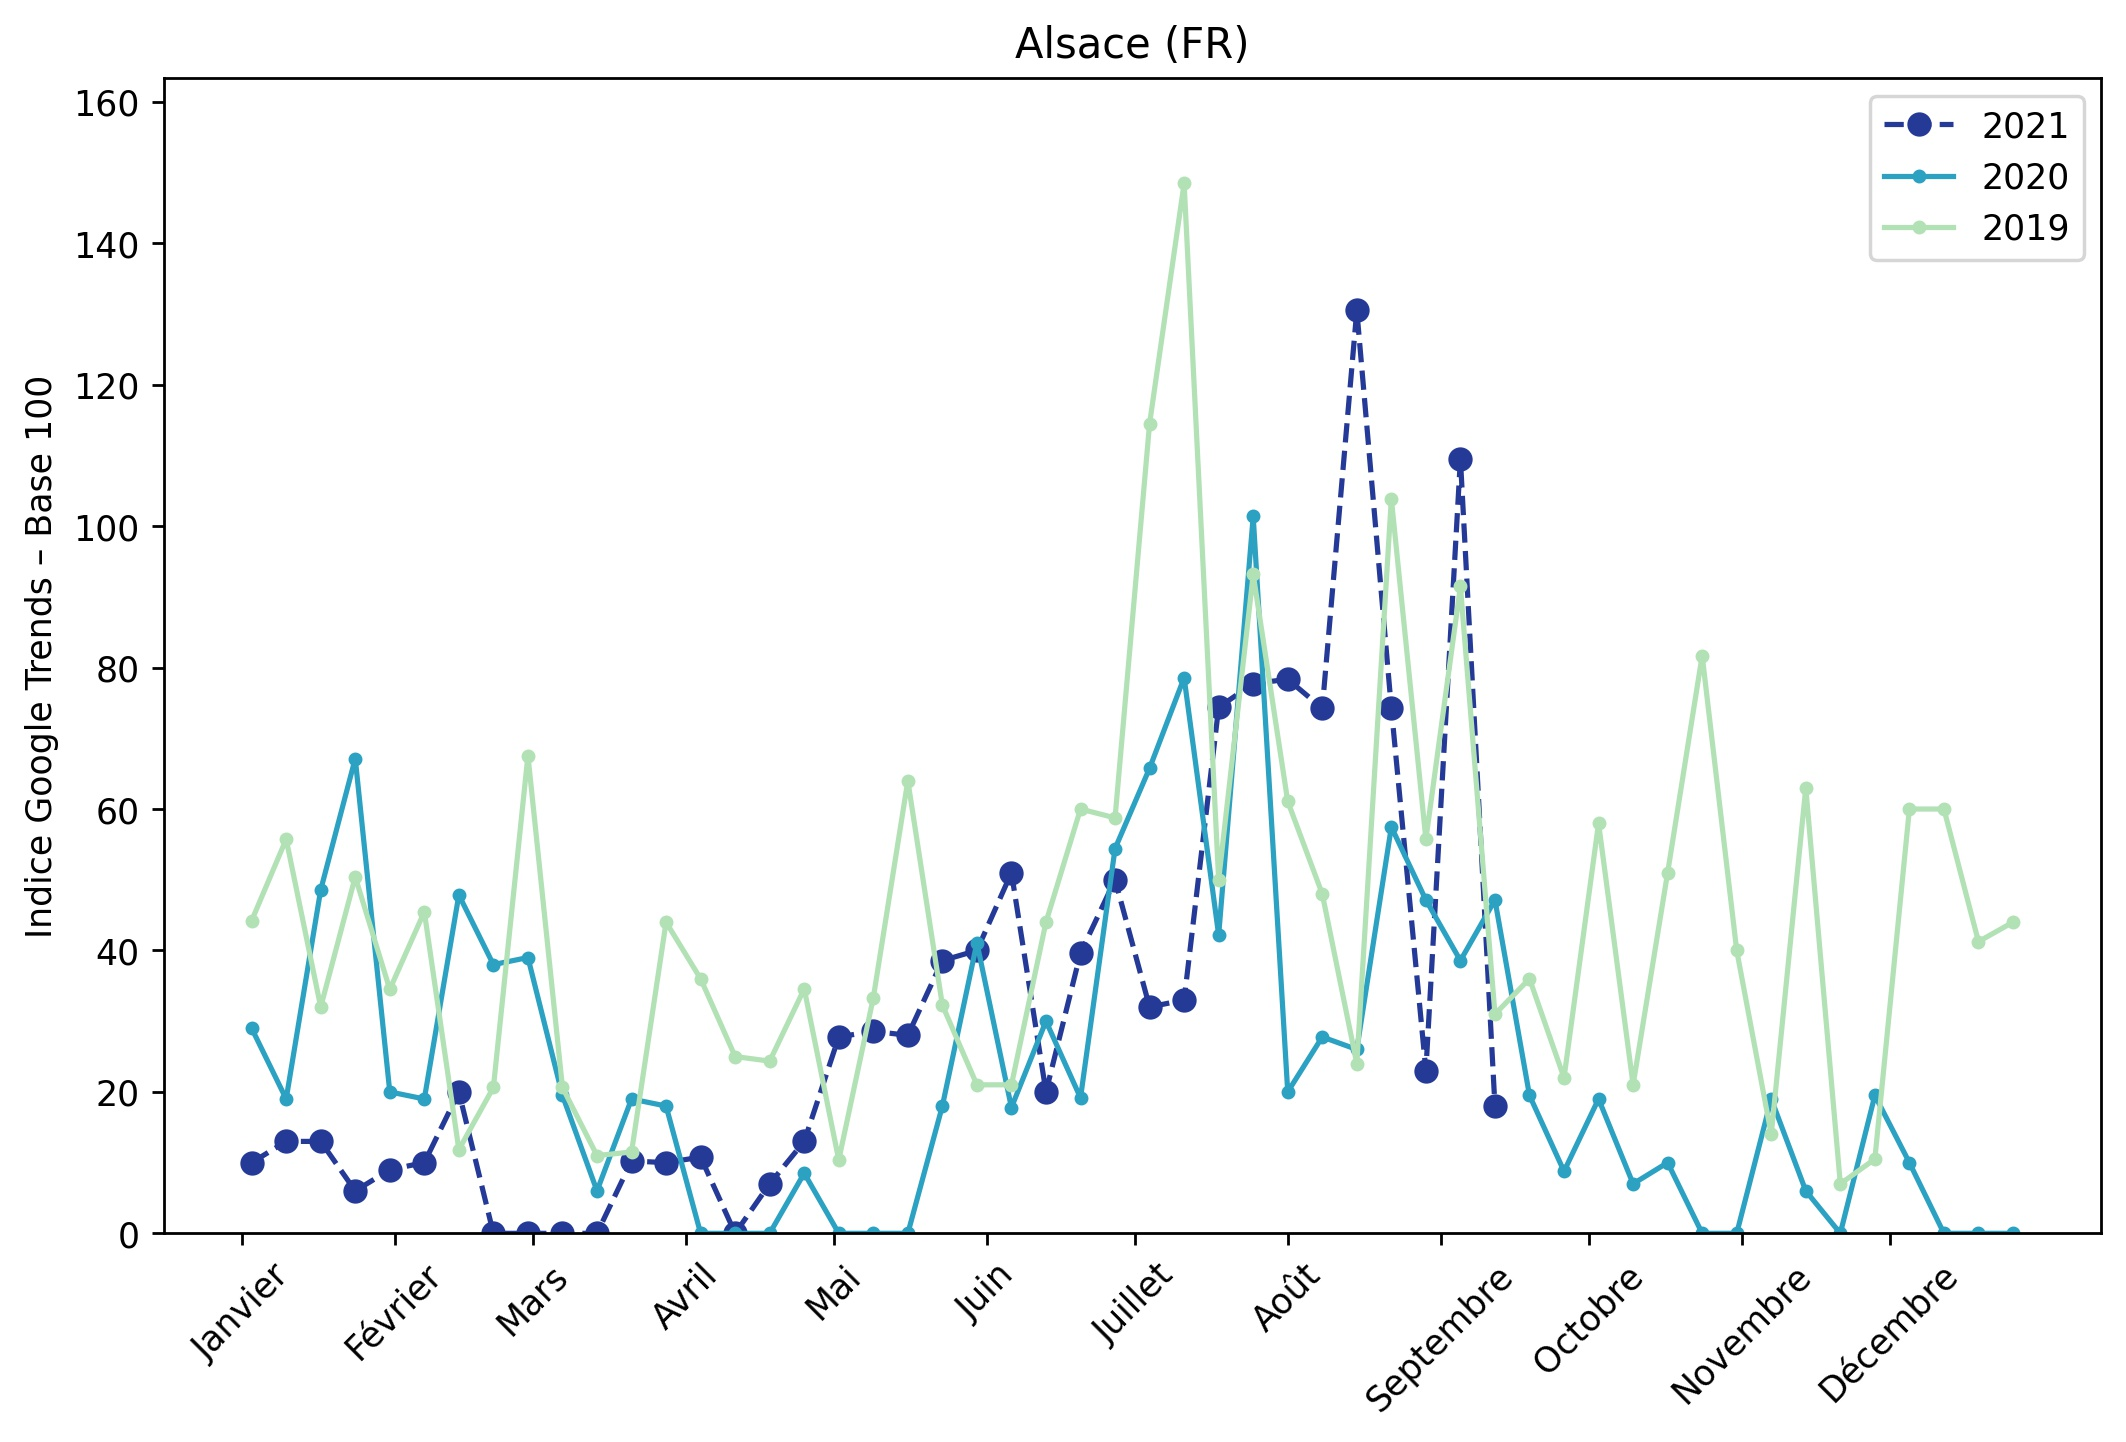 Alsace (FR)
160
140
120
100
80
60
40
20
0
Indice Google Trends – Base 100
2021
2020
2019
Janvier
Février
Mars
Avril
Mai
Juin
Juillet
Août
Septembre
Octobre
Novembre
Décembre